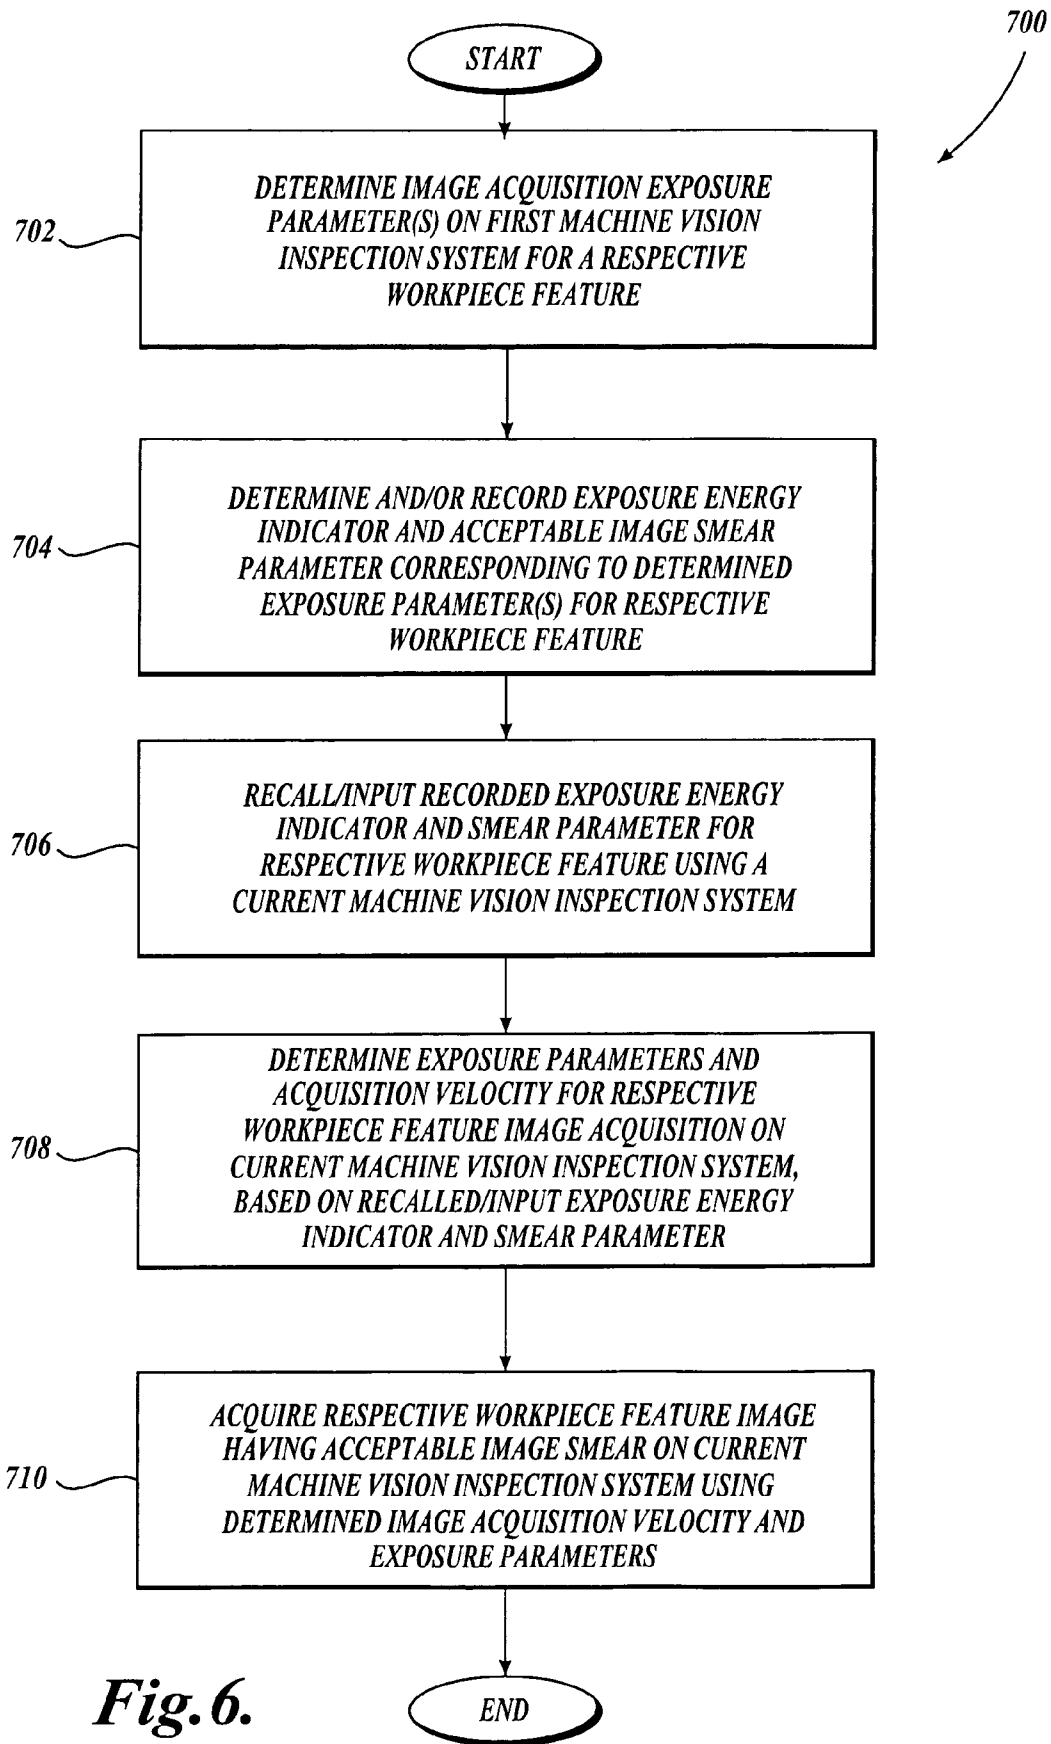 700
START
702
DETERMINE IMAGE ACQUISITION EXPOSURE
PARAMETER(S) ON FIRST MACHINE VISION
INSPECTION SYSTEM FOR A RESPECTIVE
WORKPIECE FEATURE
704
DETERMINE AND/OR RECORD EXPOSURE ENERGY
INDICATOR AND ACCEPTABLE IMAGE SMEAR
PARAMETER CORRESPONDING TO DETERMINED
EXPOSURE PARAMETER(S) FOR RESPECTIVE
WORKPIECE FEATURE
706
RECALL/INPUT RECORDED EXPOSURE ENERGY
INDICATOR AND SMEAR PARAMETER FOR
RESPECTIVE WORKPIECE FEATURE USING A
CURRENT MACHINE VISION INSPECTION SYSTEM
708
DETERMINE EXPOSURE PARAMETERS AND
ACQUISITION VELOCITY FOR RESPECTIVE
WORKPIECE FEATURE IMAGE ACQUISITION ON
CURRENT MACHINE VISION INSPECTION SYSTEM,
BASED ON RECALLED/INPUT EXPOSURE ENERGY
INDICATOR AND SMEAR PARAMETER
710
ACQUIRE RESPECTIVE WORKPIECE FEATURE IMAGE
HAVING ACCEPTABLE IMAGE SMEAR ON CURRENT
MACHINE VISION INSPECTION SYSTEM USING
DETERMINED IMAGE ACQUISITION VELOCITY AND
EXPOSURE PARAMETERS
END
Fig. 6.